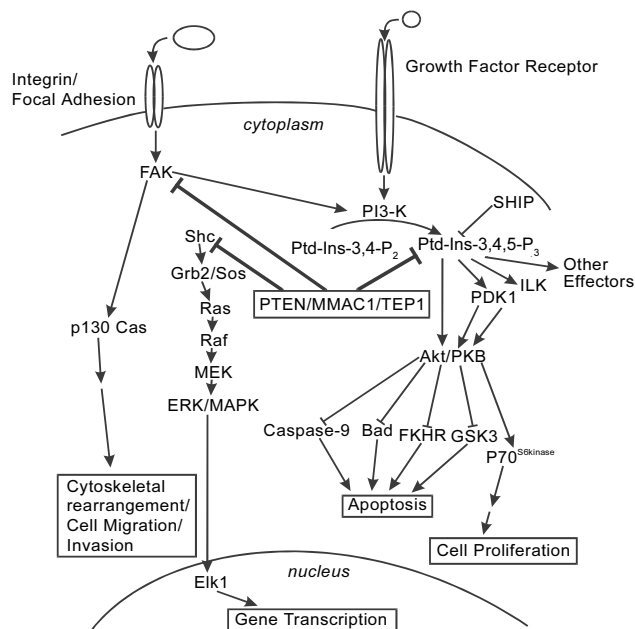 Integrin/
Focal Adhesion
Growth Factor Receptor
cytoplasm
FAK
PI3-K
SHIP
Shc
Ptd-Ins-3,4-P2
Ptd-Ins-3,4,5-P.3
Grb2/Sos
Other
Effectors
ILK
PDK1
PTEN/MMAC1/TEP1
Ras
p130 Cas
Raf
Akt/PKB
MEK
ERK/MAPK
Caspase-9
Bad
FKHR
GSK3
P70S6kinase
Cytoskeletal
rearrangement/
Cell Migration/
Invasion
Apoptosis
Cell Proliferation
nucleus
Elk1
Gene Transcription